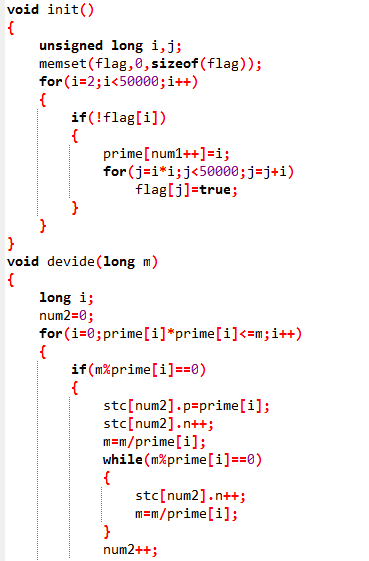 void init()
{
    unsigned long i,j;
    memset(flag,0,sizeof(flag));
    for(i=2;i<50000;i++)
    {
        if(!flag[i])
        {
            prime[num1++]=i;
            for(j=i*i;j<50000;j=j+i)
                flag[j]=true;
        }
    }
}
void devide(long m)
{
    long i;
    num2=0;
    for(i=0;prime[i]*prime[i]<=m;i++)
    {
        if(m%prime[i]==0)
        {
            stc[num2].p=prime[i];
            stc[num2].n++;
            m=m/prime[i];
            while(m%prime[i]==0)
            {
                stc[num2].n++;
                m=m/prime[i];
            }
            num2++;